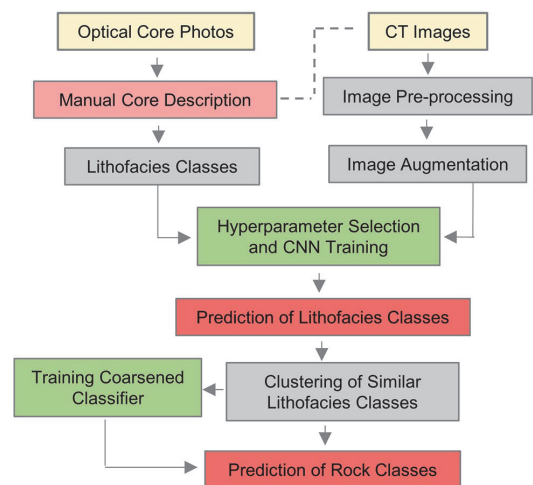 Optical Core Photos
CT Images
Manual Core Description
Image Pre-processing
Lithofacies Classes
Image Augmentation
Hyperparameter Selection
and CNN Training
Prediction of Lithofacies Classes
Training Coarsened
Classifier
Clustering of Similar
Lithofacies Classes
Prediction of Rock Classes